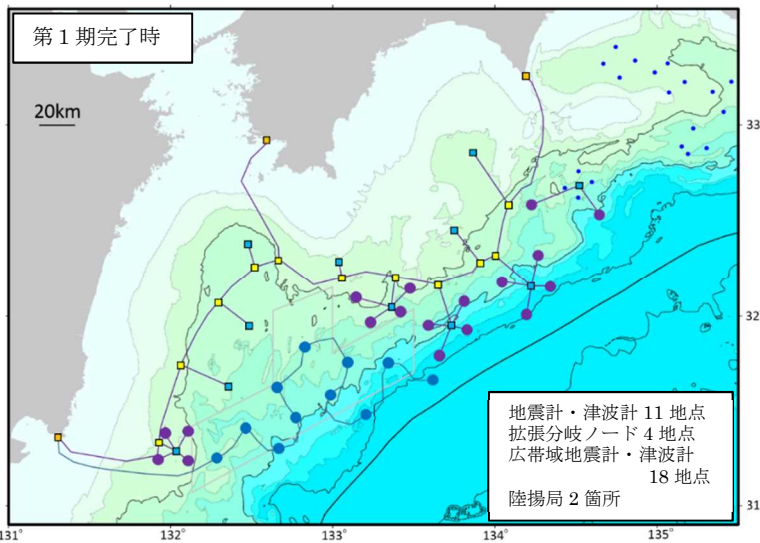 第１期完了時
20km
33
32
地震計・津波計 11 地点
拡張分岐ノード 4 地点
広帯域地震計・津波計
18 地点
陸揚局 2 箇所
31
131°
132°
133°
134°
135°